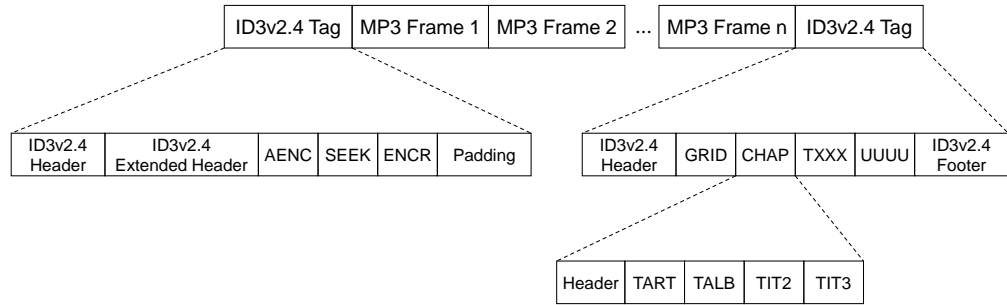 ID3v2.4 Tag MP3 Frame 1 MP3 Frame 2 ... MP3 Frame n ID3v2.4 Tag
ID3v2.4 Header ID3v2.4 Extended Header AENC SEEK ENCR Padding
ID3v2.4 Header GRID CHAP TXXX UUUU ID3v2.4 Footer
Header TART TALB TIT2 TIT3